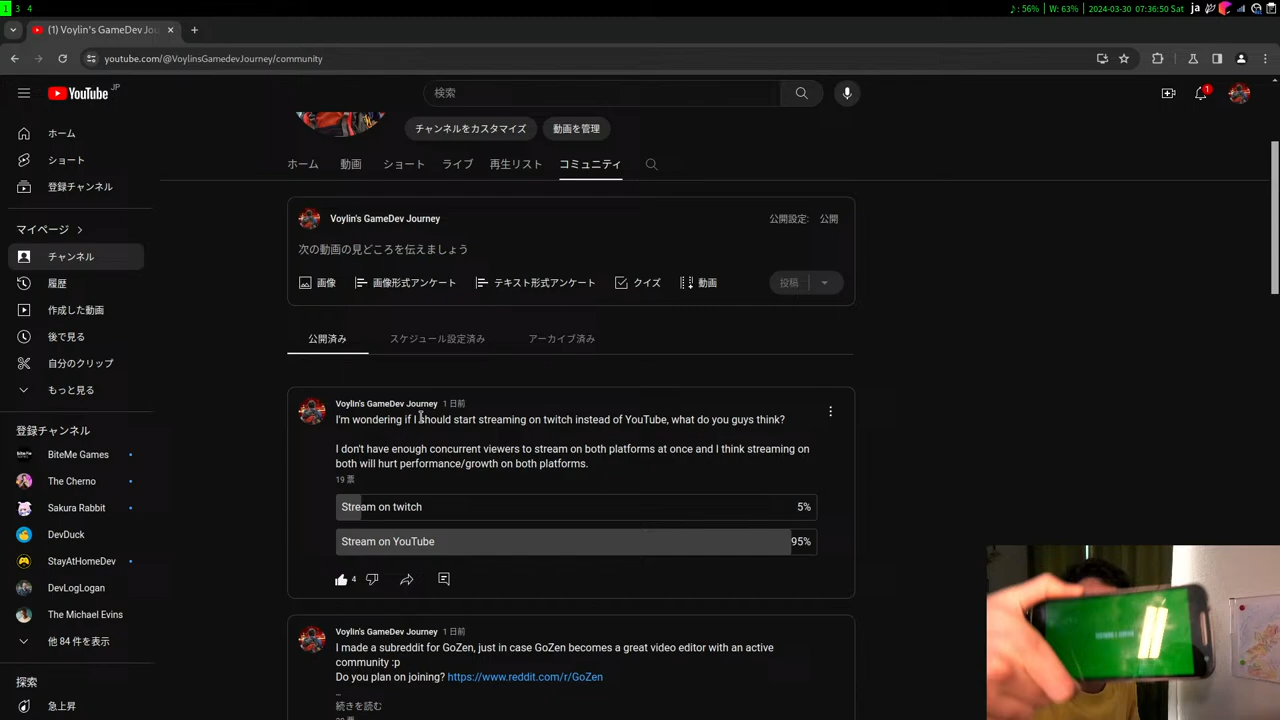 1
3
4
♪: 56%
W: 63%
2024-03-30 07:36:50 Sat
ja
(1) Voylin's GameDev Jou
youtube.com/@VoylinsGamedevJourney/community
YouTube JP
検索
1
チャンネルをカスタマイズ
動画を管理
ホーム
動画
ショート
ライブ
再生リスト
コミュニティ
ホーム
ショート
登録チャンネル
マイページ
チャンネル
履歴
作成した動画
後で見る
自分のクリップ
もっと見る
登録チャンネル
BiteMe Games
The Cherno
Sakura Rabbit
DevDuck
StayAtHomeDev
DevLogLogan
The Michael Evins
他 84 件を表示
探索
急上昇
Voylin's GameDev Journey
公開設定: 公開
次の動画の見どころを伝えましょう
画像
画像形式アンケート
テキスト形式アンケート
クイズ
動画
投稿
公開済み
スケジュール設定済み
アーカイブ済み
Voylin's GameDev Journey 1 日前
I'm wondering if I should start streaming on twitch instead of YouTube, what do you guys think?
I don't have enough concurrent viewers to stream on both platforms at once and I think streaming on
both will hurt performance/growth on both platforms.
19 票
Stream on twitch 5%
Stream on YouTube 95%
4
Voylin's GameDev Journey 1 日前
I made a subreddit for GoZen, just in case GoZen becomes a great video editor with an active
community :p
Do you plan on joining? https://www.reddit.com/r/GoZen
...
続きを読む